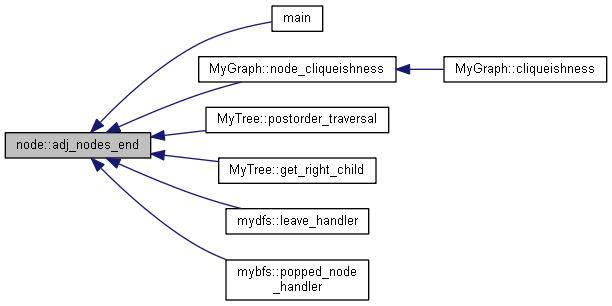 main
MyGraph::node_cliqueishness
MyGraph::cliqueishness
MyTree::postorder_traversal
node::adj_nodes_end
MyTree::get_right_child
mydfs::leave_handler
mybfs::popped_node
_handler